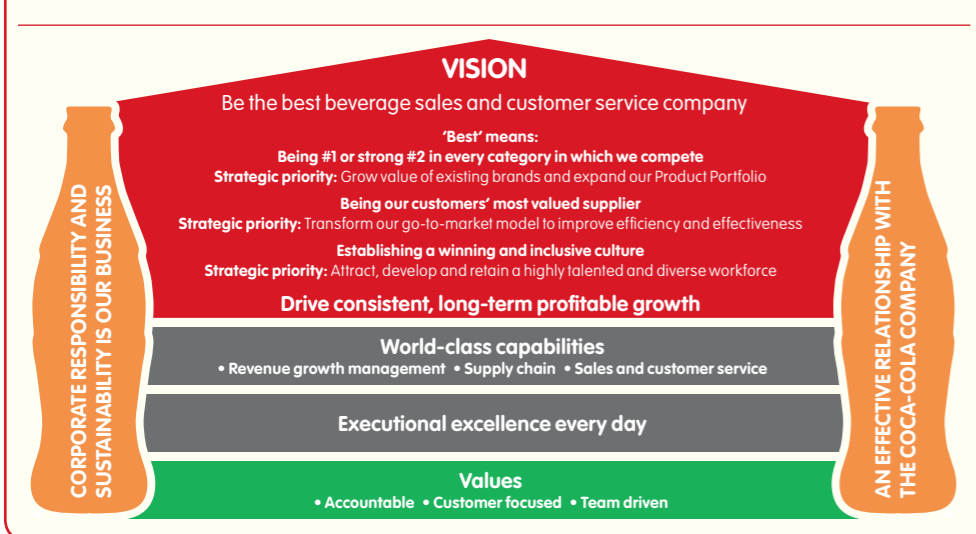 VISION
Be the best beverage sales and customer service company
‘Best’ means:
Being #1 or strong #2 in every category in which we compete
Strategic priority: Grow value of existing brands and expand our Product Portfolio
Being our customers’ most valued supplier
Strategic priority: Transform our go-to-market model to improve efficiency and effectiveness
Establishing a winning and inclusive culture
Strategic priority: Attract, develop and retain a highly talented and diverse workforce
Drive consistent, long-term profitable growth
World-class capabilities
• Revenue growth management • Supply chain • Sales and customer service
Executional excellence every day
Values
• Accountable • Customer focused • Team driven
CORPORATE RESPONSIBILITY AND
SUSTAINABILITY IS OUR BUSINESS
AN EFFECTIVE RELATIONSHIP WITH
THE COCA-COLA COMPANY